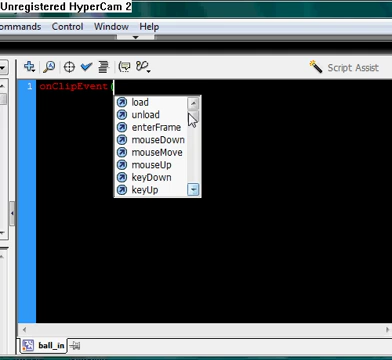 Unregistered HyperCam 2
ommands Control Debug Window Help
Script Assist
1 onClipEvent(
load
unload
enterFrame
mouseDown
mouseMove
mouseUp
keyDown
keyUp
ball_in